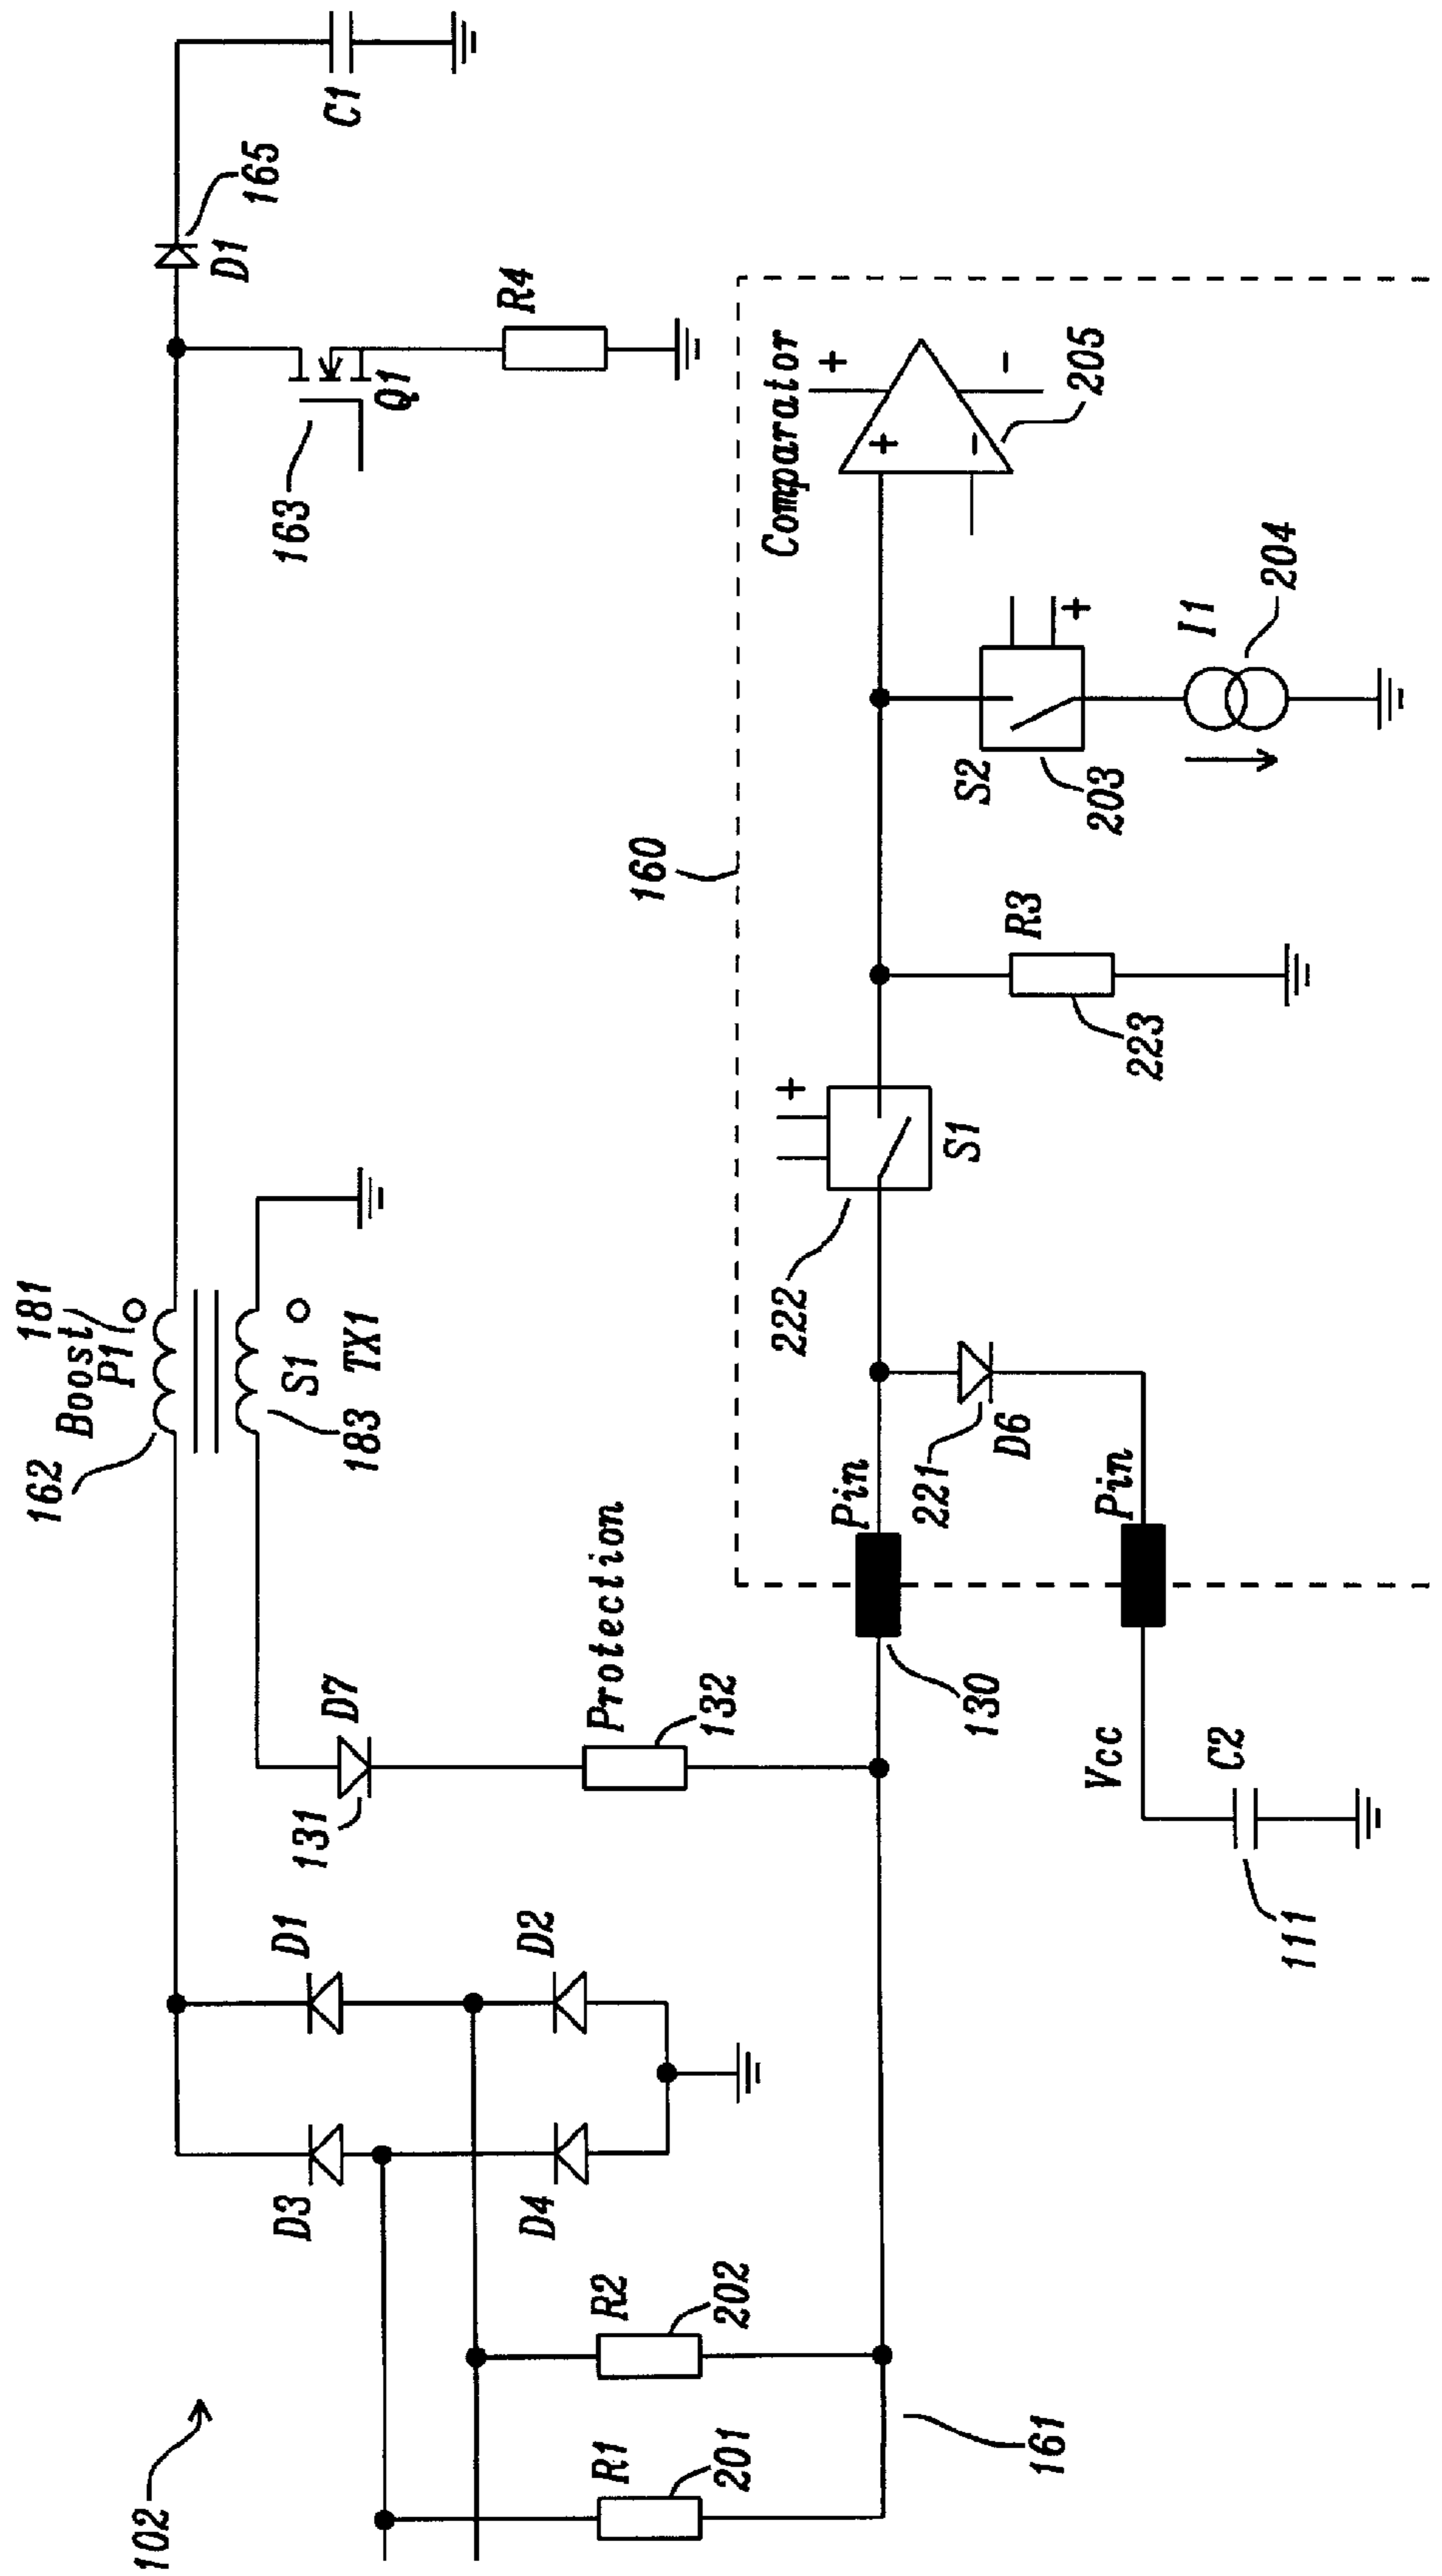 102
R1
201
R2
202
161
D3
D4
D1
D2
131
D7
Protection
132
162
Boost
P1
181
S1
183
TX1
163
Q1
R4
D1
165
C1
160
130
Pin
Pin
Vcc
C2
111
221
D6
222
+
S1
R3
223
S2
203
+
I1
204
Comparator
+
-
+
-
205